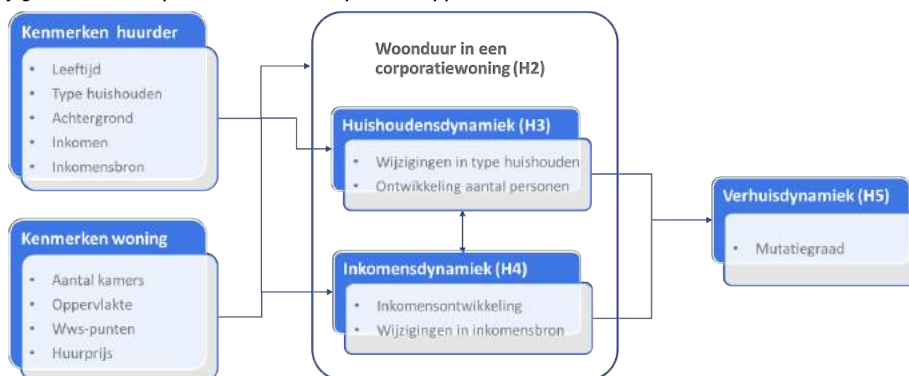 Kenmerken huurder
• Leeftijd
• Type huishouden
• Achtergrond
• Inkomen
• Inkomensbron
Kenmerken woning
• Aantal kamers
• Oppervlakte
• Wws-punten
• Huurprijs
Woonduur in een
corporatiewoning (H2)
Huishoudensdynamiek (H3)
• Wijzigingen in type huishouden
• Ontwikkeling aantal personen
Inkomensdynamiek (H4)
• Inkomensontwikkeling
• Wijzigingen in inkomensbron
Verhuisdynamiek (H5)
• Mutatiegraad